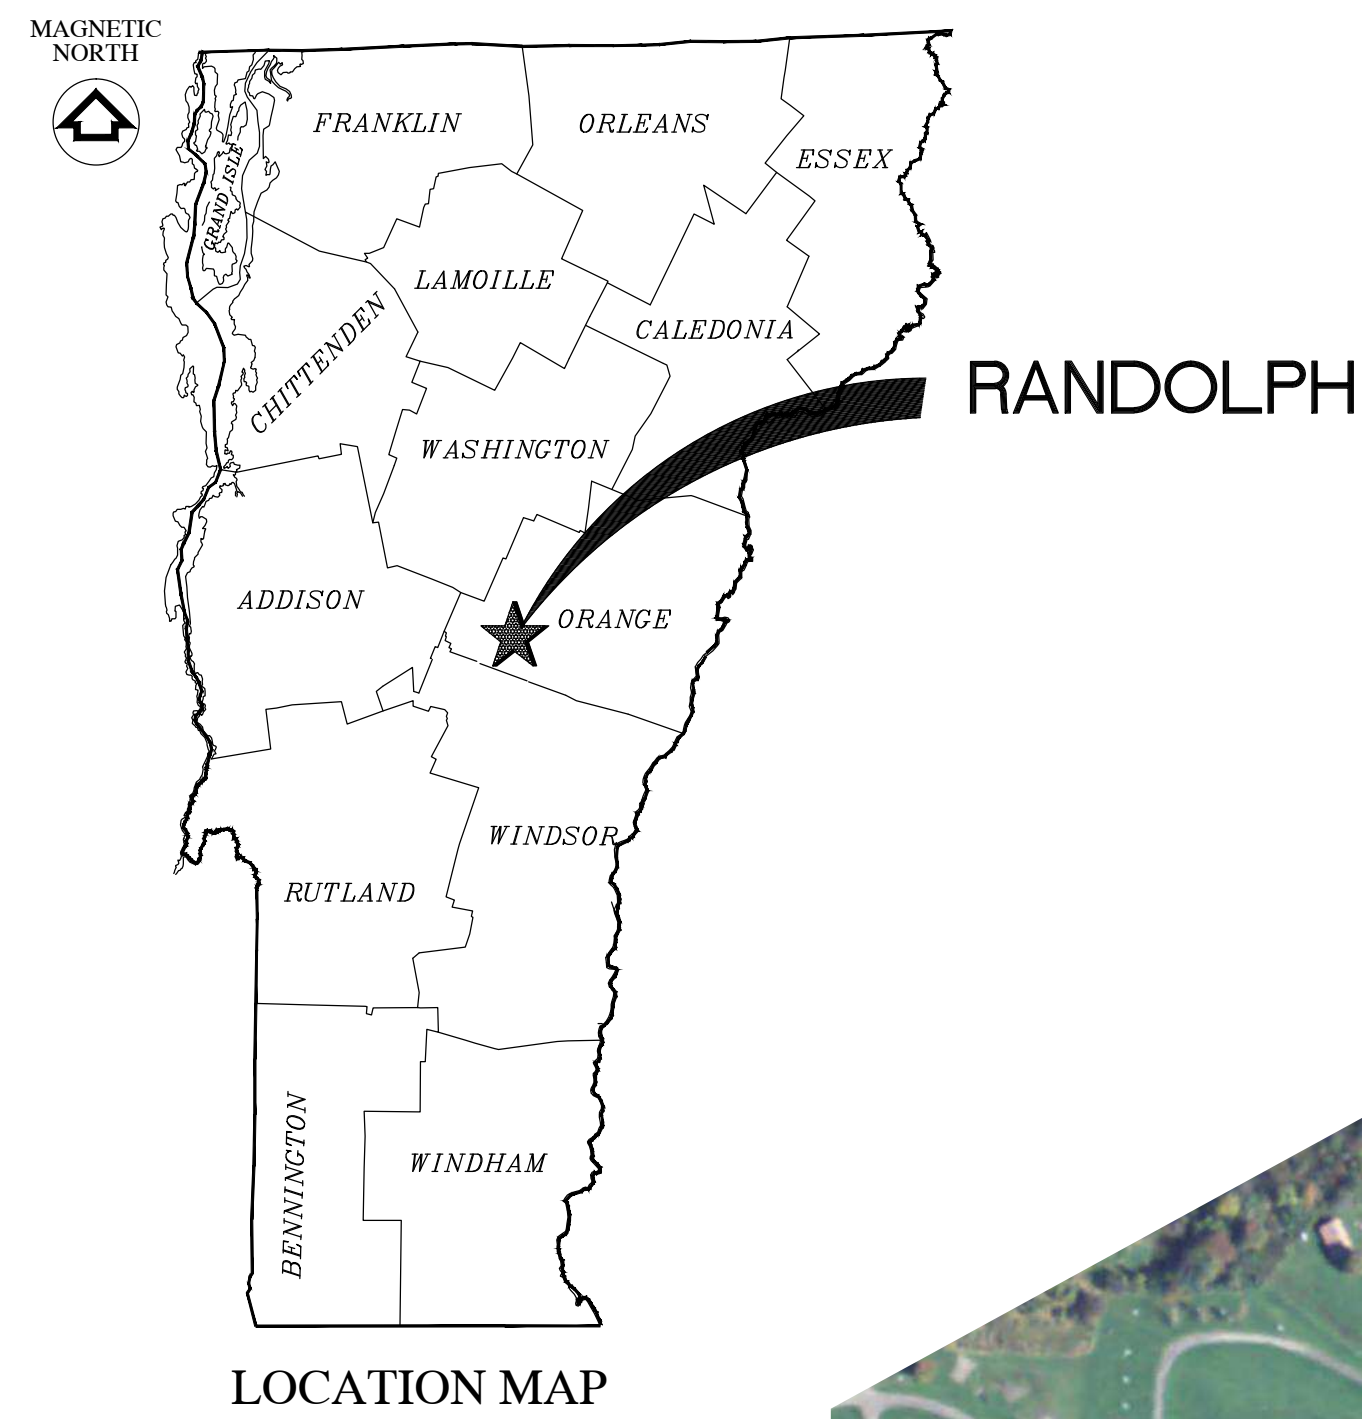 MAGNETIC
NORTH
FRANKLIN
ORLEANS
ESSEX
GRAND ISLE
LAMOILLE
CHITTENDEN
CALEDONIA
RANDOLPH
WASHINGTON
ADDISON
ORANGE
WINDSOR
RUTLAND
BENNINGTON
WINDHAM
LOCATION MAP